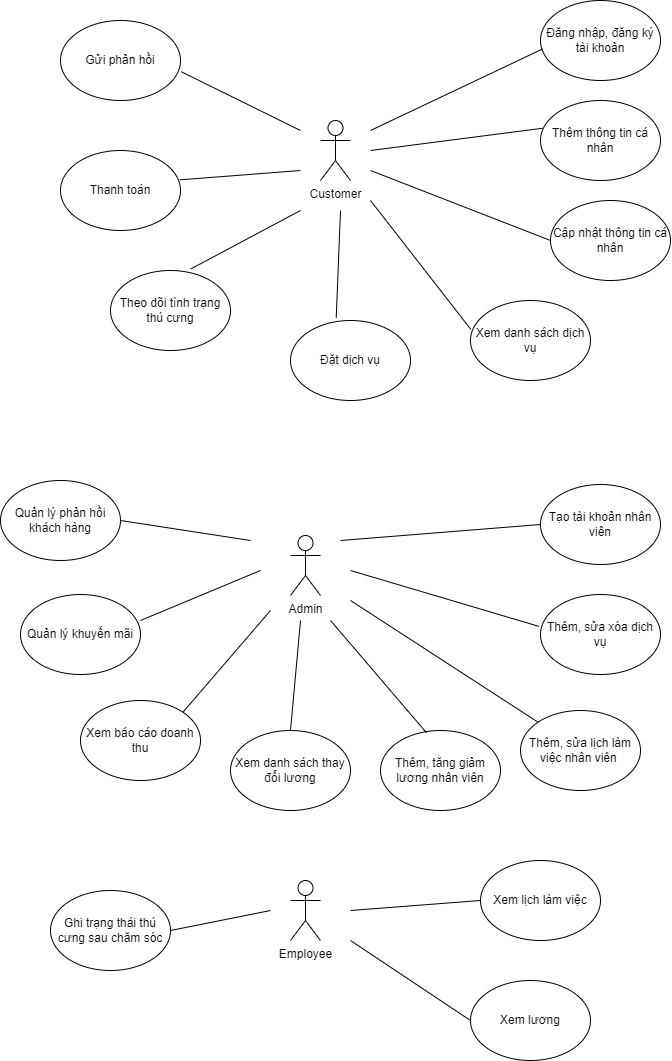 Đăng nhập, đăng ký
tài khoản
Gửi phản hồi
Thêm thông tin cá
nhân
Thanh toán
Customer
Cập nhật thông tin cá
nhân
Theo dõi tình trạng
thú cưng
Xem danh sách dịch
vụ
Đặt dịch vụ
Quản lý phản hồi
khách hàng
Tạo tài khoản nhân
viên
Admin
Quản lý khuyến mãi
Thêm, sửa xóa dịch
vụ
Xem báo cáo doanh
thu
Xem danh sách thay
đổi lương
Thêm, tăng giảm
lương nhân viên
Thêm, sửa lịch làm
việc nhân viên
Xem lịch làm việc
Ghi trạng thái thú
cưng sau chăm sóc
Employee
Xem lương